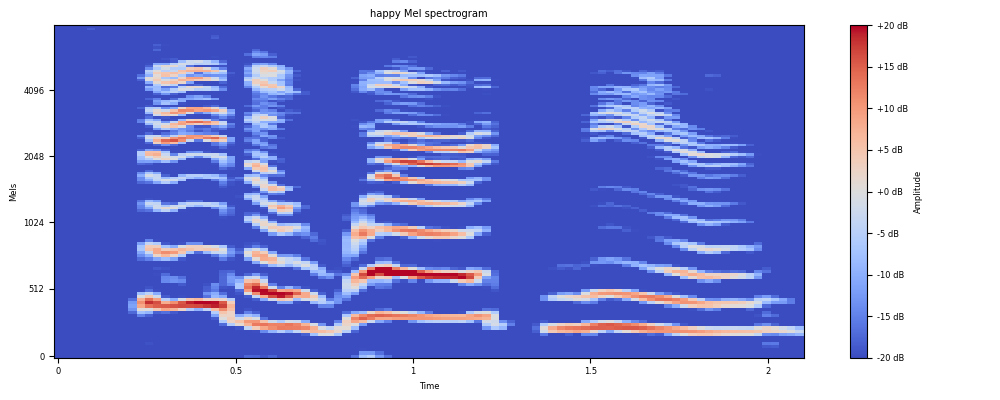 happy Mel spectrogram
Mels
4096
2048
1024
512
0
0
0.5
1
1.5
2
Time
+20 dB
+15 dB
+10 dB
+5 dB
+0 dB
-5 dB
-10 dB
-15 dB
-20 dB
Amplitude